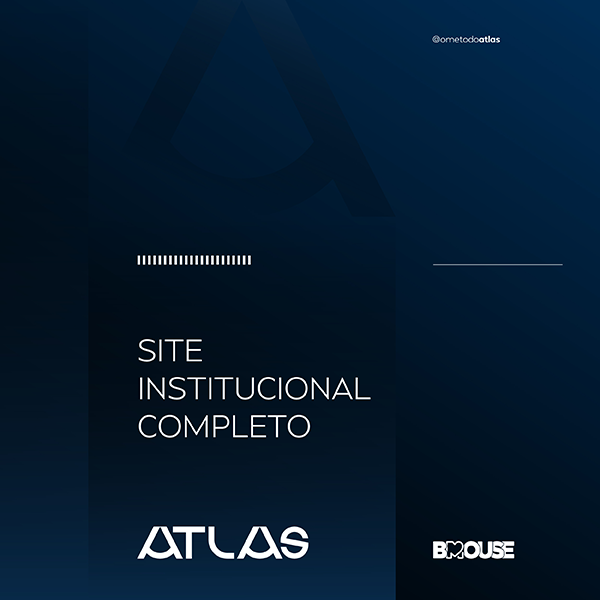 @ometodoatlas
SITE
INSTITUCIONAL
COMPLETO
ATLAS
BMOUSE